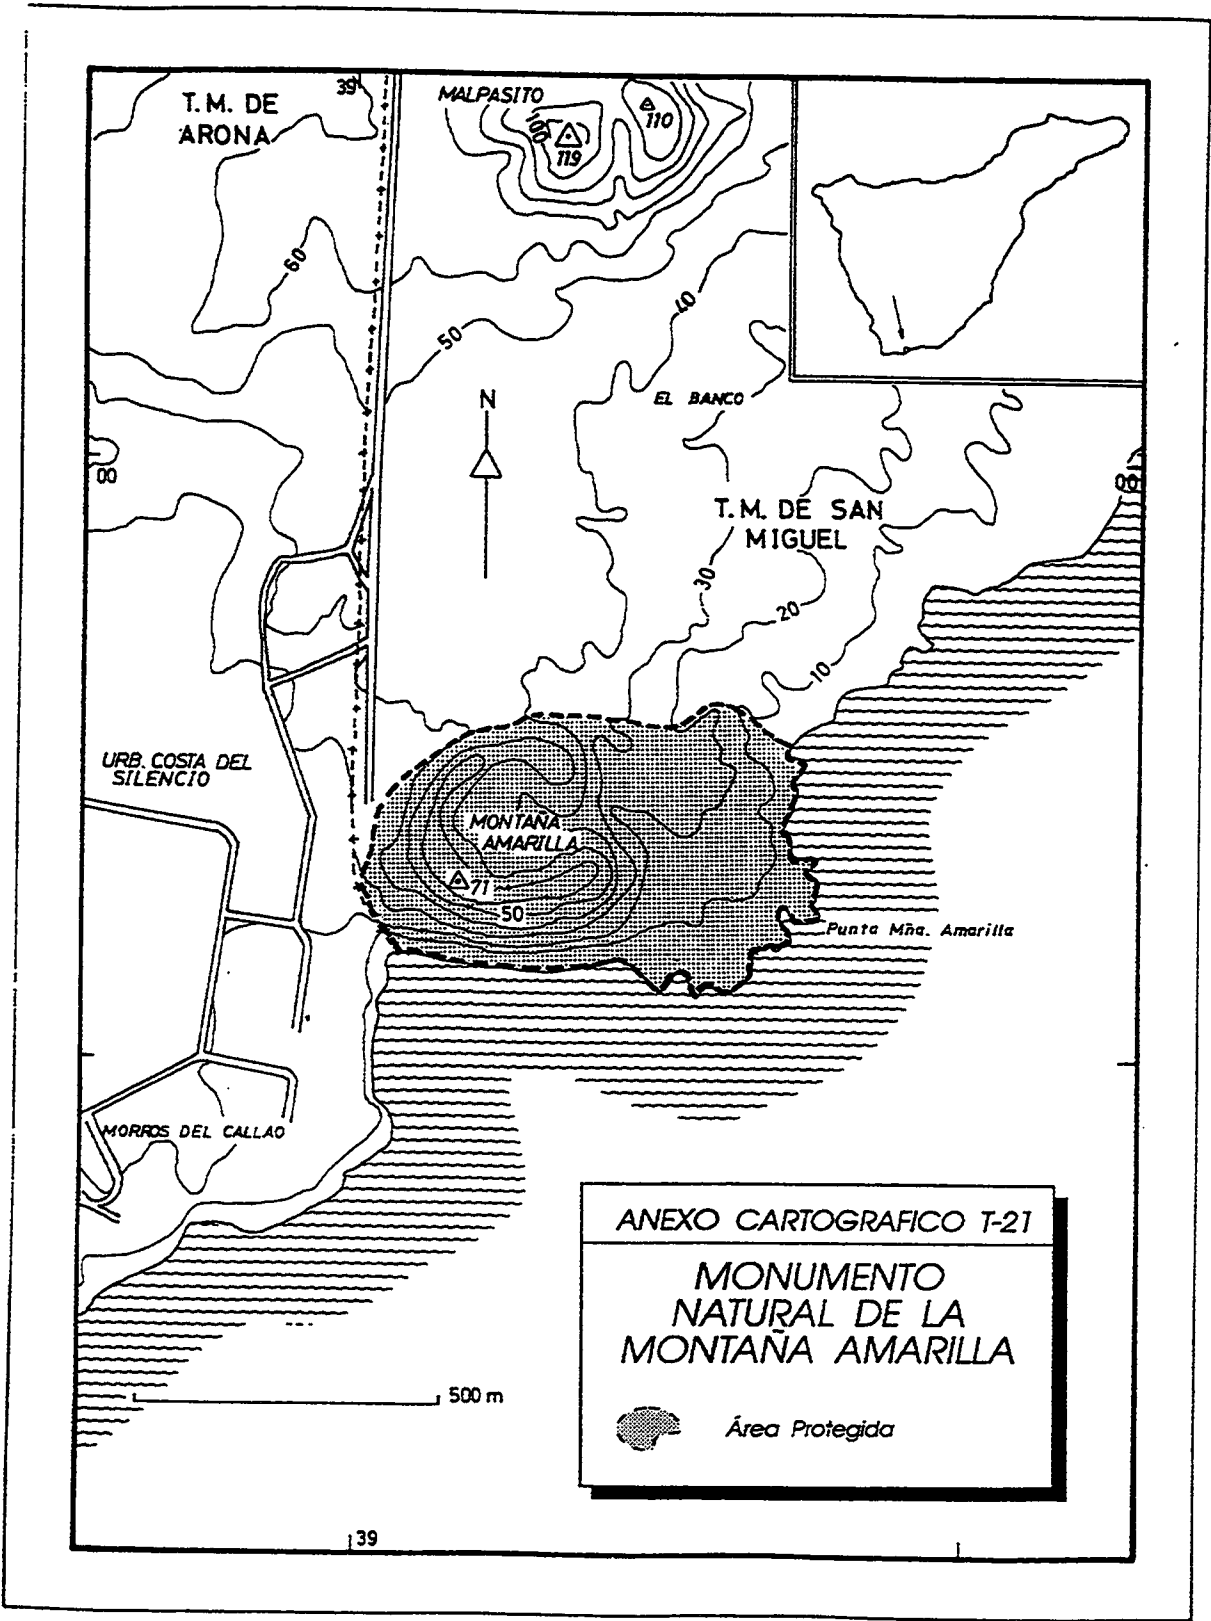 T.M. DE
ARONA
39
MALPASITO
100
119
110
60
50
40
N
EL BANCO
00
00
T.M. DE SAN
MIGUEL
30
20
10
URB. COSTA DEL
SILENCIO
MONTAÑA
AMARILLA
71
50
Punta Mña. Amarilla
MORROS DEL CALLAO
ANEXO CARTOGRAFICO T-21
MONUMENTO
NATURAL DE LA
MONTAÑA AMARILLA
Área Protegida
500 m
39